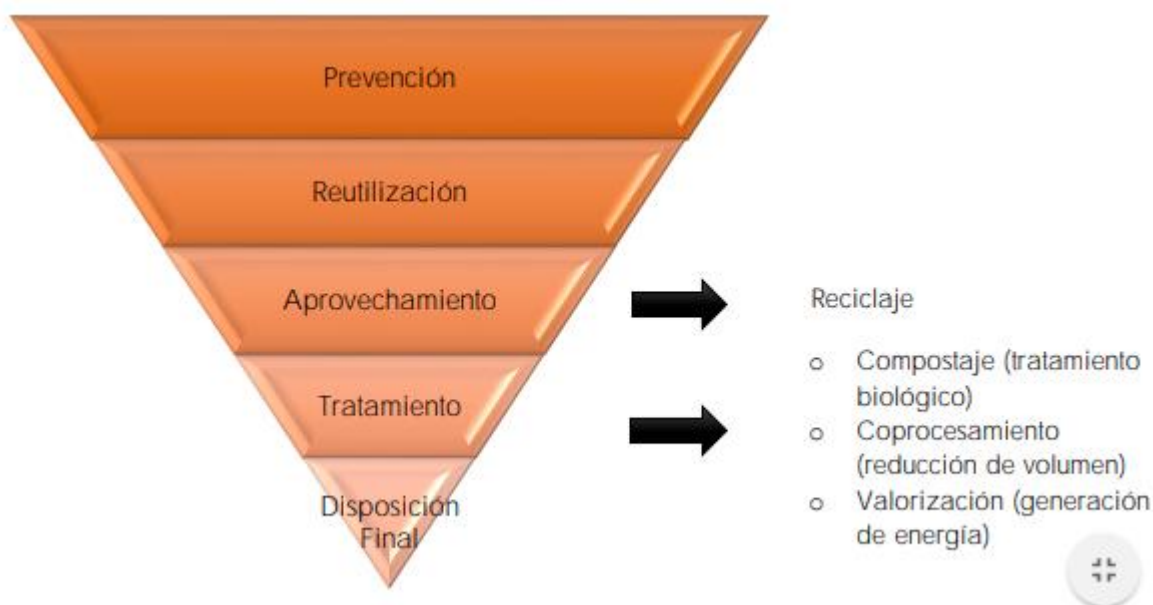 Prevención
Reutilización
Aprovechamiento
Reciclaje
Tratamiento
o Compostaje (tratamiento
biológico)
o Coprocesamiento
(reducción de volumen)
o Valorización (generación
de energía)
Disposición
Final